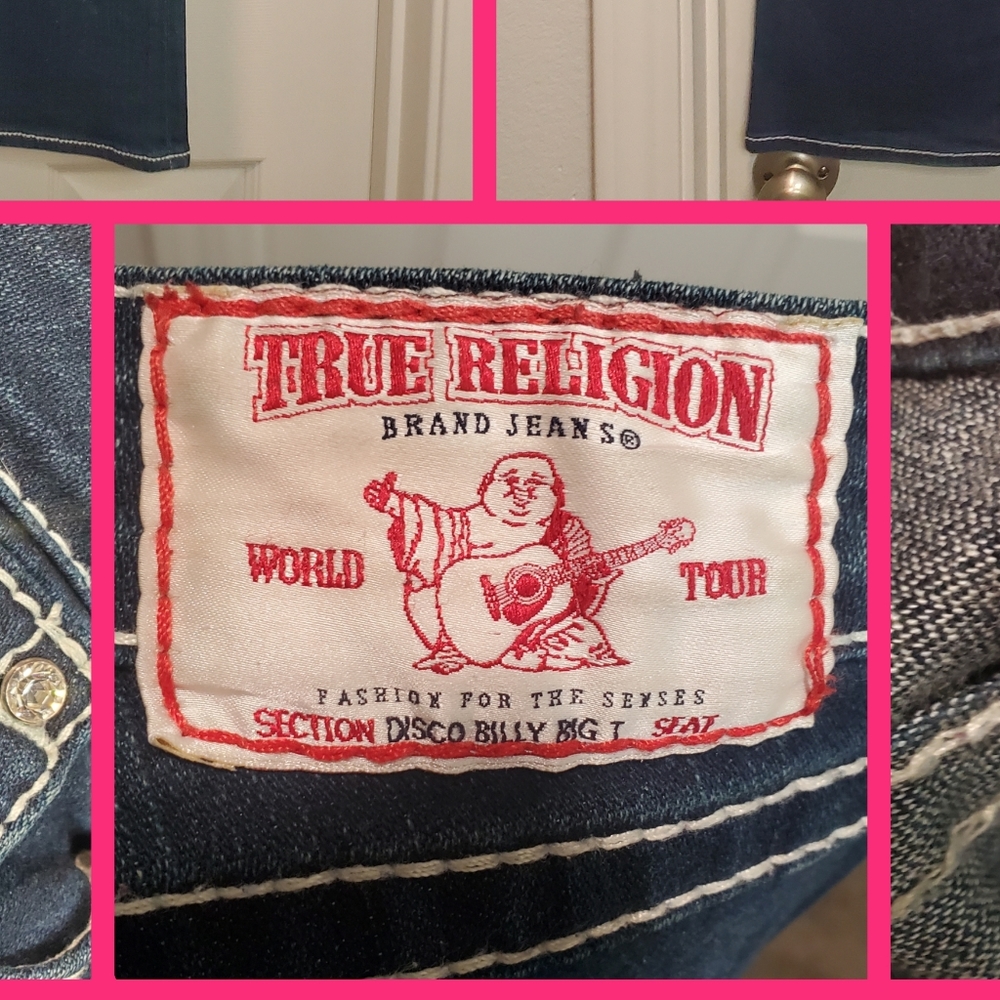 TRUE RELIGION
BRAND JEANS®
WORLD TOUR
FASHION FOR THE SENSES
SECTION DISCO BILLY BIG T SEAT